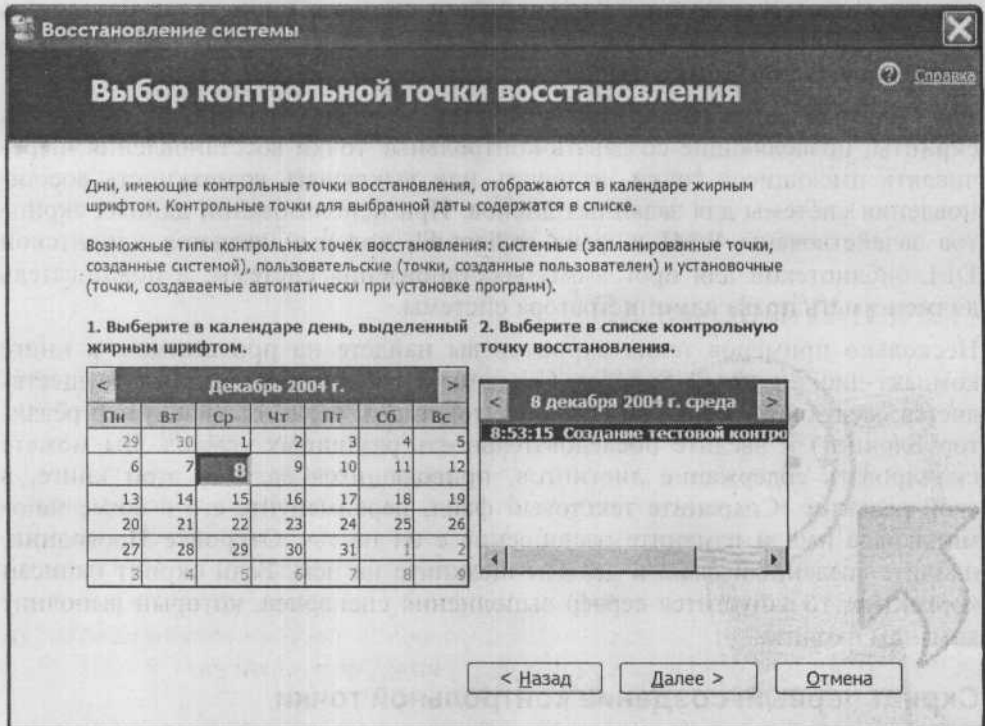 Восстановление системы
Справка
Выбор контрольной точки восстановления
Дни, имеющие контрольные точки восстановления, отображаются в календаре жирным
шрифтом. Контрольные точки для выбранной даты содержатся в списке.
Возможные типы контрольных точек восстановления: системные (запланированные точки,
созданные системой), пользовательские (точки, созданные пользователем) и установочные
(точки, создаваемые автоматически при установке программ).
1. Выберите в календаре день, выделенный
жирным шрифтом.
2. Выберите в списке контрольную
точку восстановления.
< Декабрь 2004 г. >
Пн Вт Ср Чт Пт Сб Вс
29 30 1 2 3 4 5
6 7 8 9 10 11 12
13 14 15 16 17 18 19
20 21 22 23 24 25 26
27 28 29 30 31 1 2
3 4 5 6 7 8 9
< 8 декабря 2004 г. среда >
8:53:15 Создание тестовой контро
< Назад
Далее >
Отмена